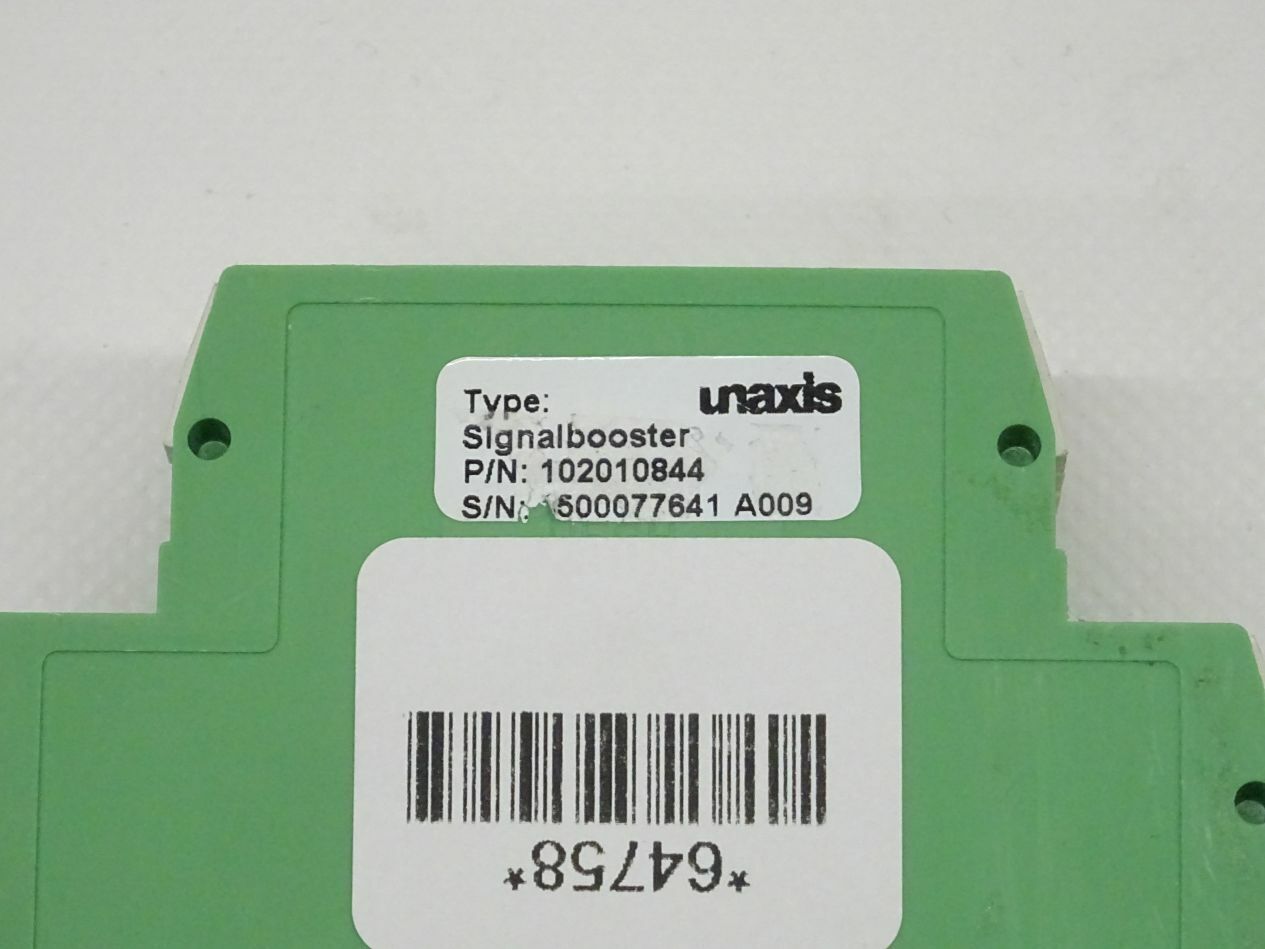 Type: unaxis
Signalbooster
P/N: 102010844
S/N: 500077641 A009
*64758*